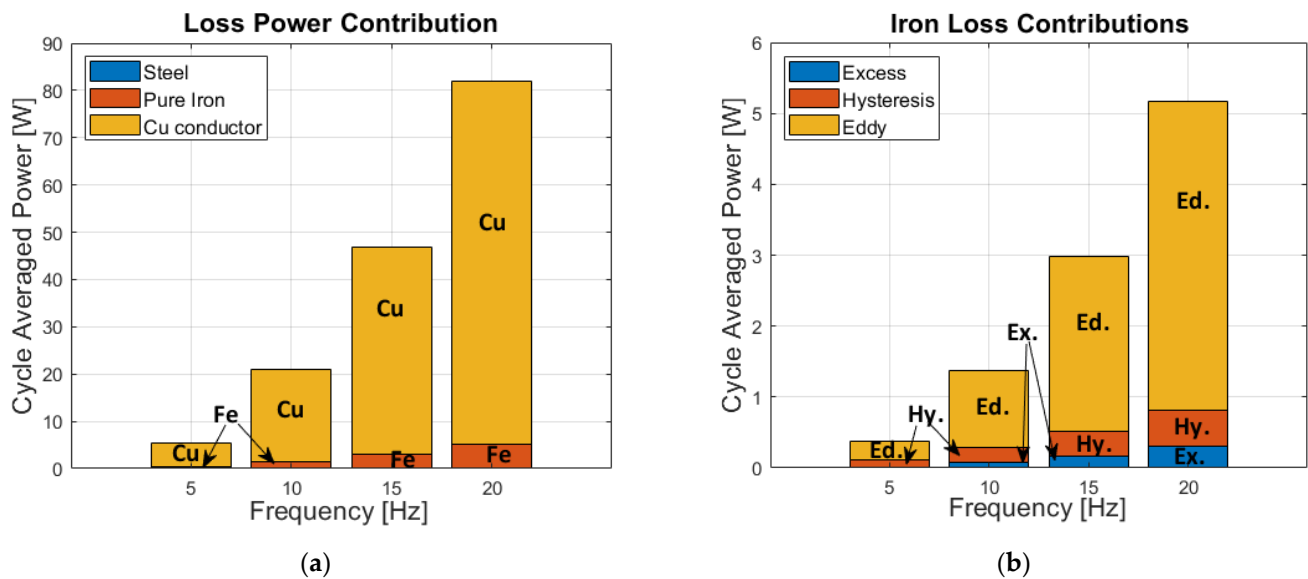 Loss Power Contribution
90
80
70
60
50
40
30
20
10
0
Cycle Averaged Power [W]
Steel
Pure Iron
Cu conductor
Cu
Cu
Cu
Cu
Fe
Fe
Fe
5 10 15 20
Frequency [Hz]
(a)
Iron Loss Contributions
6
5
4
3
2
1
0
Cycle Averaged Power [W]
Excess
Hysteresis
Eddy
Ed.
Ed.
Ed.
Ed.
Ex.
Hy.
Hy.
Hy.
Ex.
5 10 15 20
Frequency [Hz]
(b)